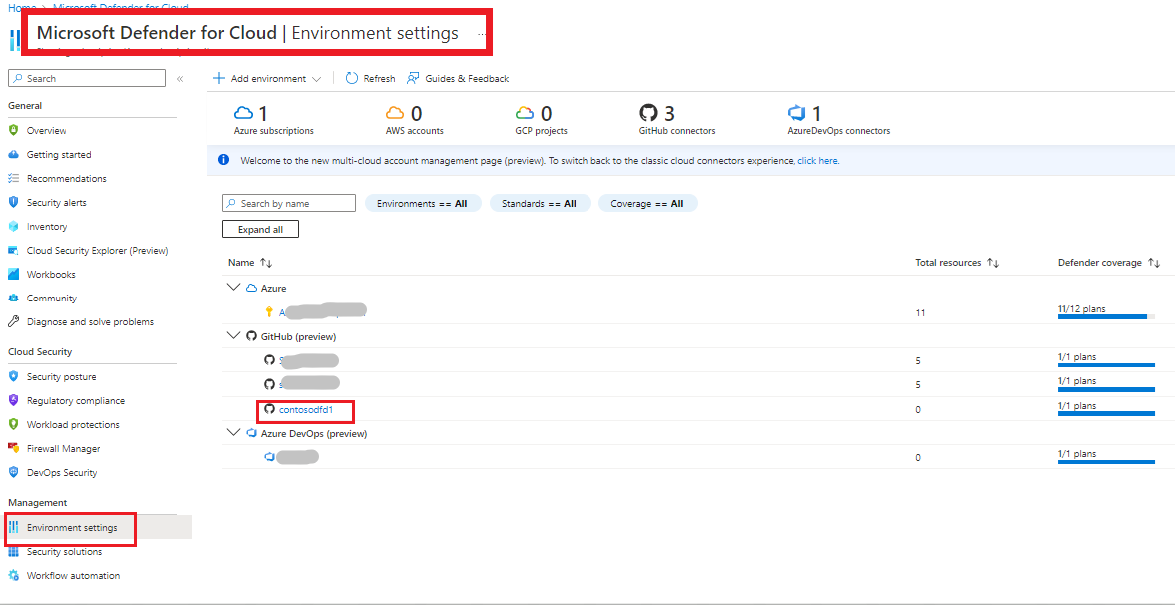 Home > Microsoft Defender for Cloud
Microsoft Defender for Cloud | Environment settings ...
Search «
Add environment Refresh Guides & Feedback
General
Overview
Getting started
Recommendations
Security alerts
Inventory
Cloud Security Explorer (Preview)
Workbooks
Community
Diagnose and solve problems
Cloud Security
Security posture
Regulatory compliance
Workload protections
Firewall Manager
DevOps Security
Management
Environment settings
Security solutions
Workflow automation
1
Azure subscriptions
0
AWS accounts
0
GCP projects
3
GitHub connectors
1
AzureDevOps connectors
Welcome to the new multi-cloud account management page (preview). To switch back to the classic cloud connectors experience, click here.
Search by name Environments == All Standards == All Coverage == All
Expand all
Name ↑↓ Total resources ↑↓ Defender coverage ↑↓
Azure
A 11 11/12 plans
GitHub (preview)
5 1/1 plans
5 1/1 plans
contosodfd1 0 1/1 plans
Azure DevOps (preview)
0 1/1 plans